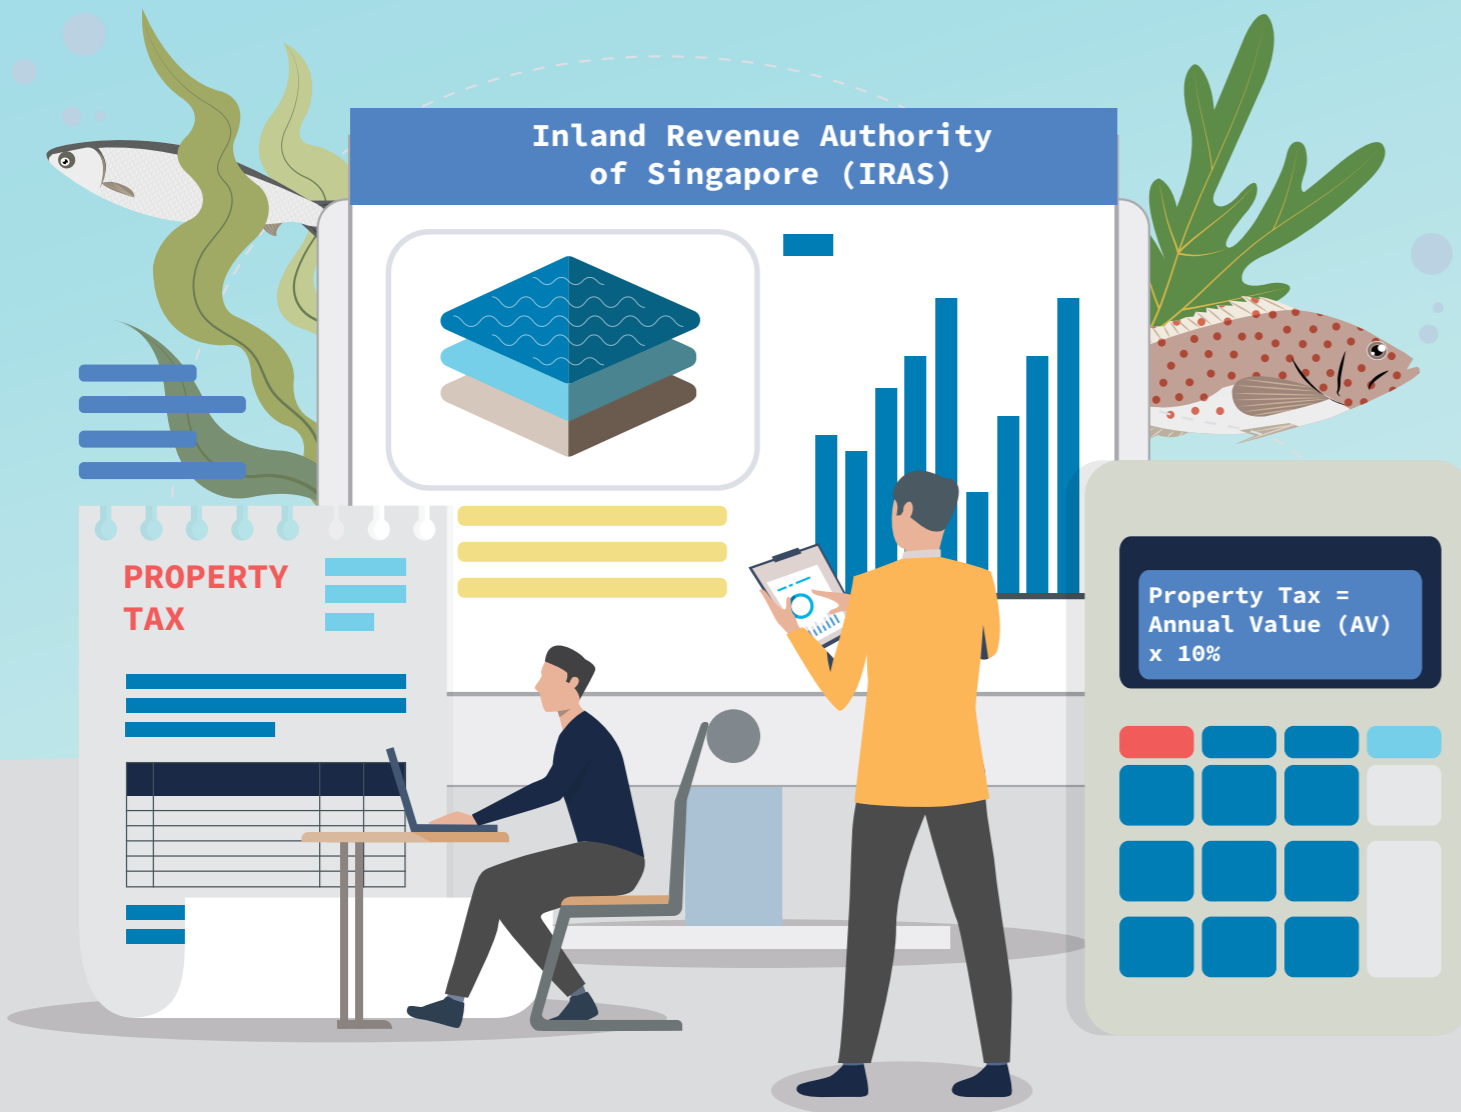 Inland Revenue Authority
of Singapore (IRAS)
PROPERTY
TAX
Property Tax =
Annual Value (AV)
x 10%